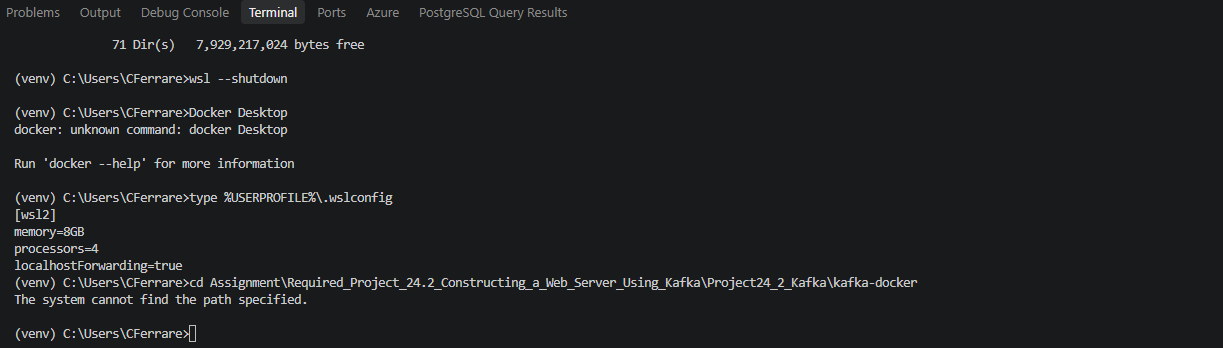 Problems Output Debug Console Terminal Ports Azure PostgreSQL Query Results
71 Dir(s)   7,929,217,024 bytes free
(venv) C:\Users\CFerrare>wsl --shutdown
(venv) C:\Users\CFerrare>Docker Desktop
docker: unknown command: docker Desktop
Run 'docker --help' for more information
(venv) C:\Users\CFerrare>type %USERPROFILE%\.wslconfig
[wsl2]
memory=8GB
processors=4
localhostForwarding=true
(venv) C:\Users\CFerrare>cd Assignment\Required_Project_24.2_Constructing_a_Web_Server_Using_Kafka\Project24_2_Kafka\kafka-docker
The system cannot find the path specified.
(venv) C:\Users\CFerrare>